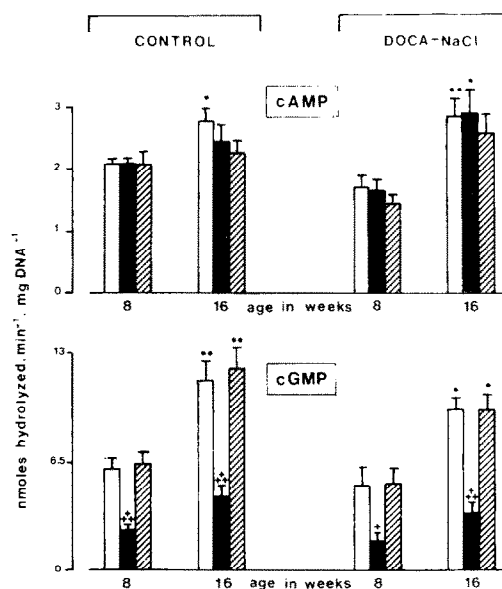 CONTROL DOCA-NaCl
cAMP
* ** *
3
2
1
0
8 16 age in weeks 8 16
nmoles hydrolyzed.min⁻¹.mg DNA⁻¹
cGMP
** ** * *
13
6.5
0
‡+ ‡+ + ‡+
8 16 age in weeks 8 16